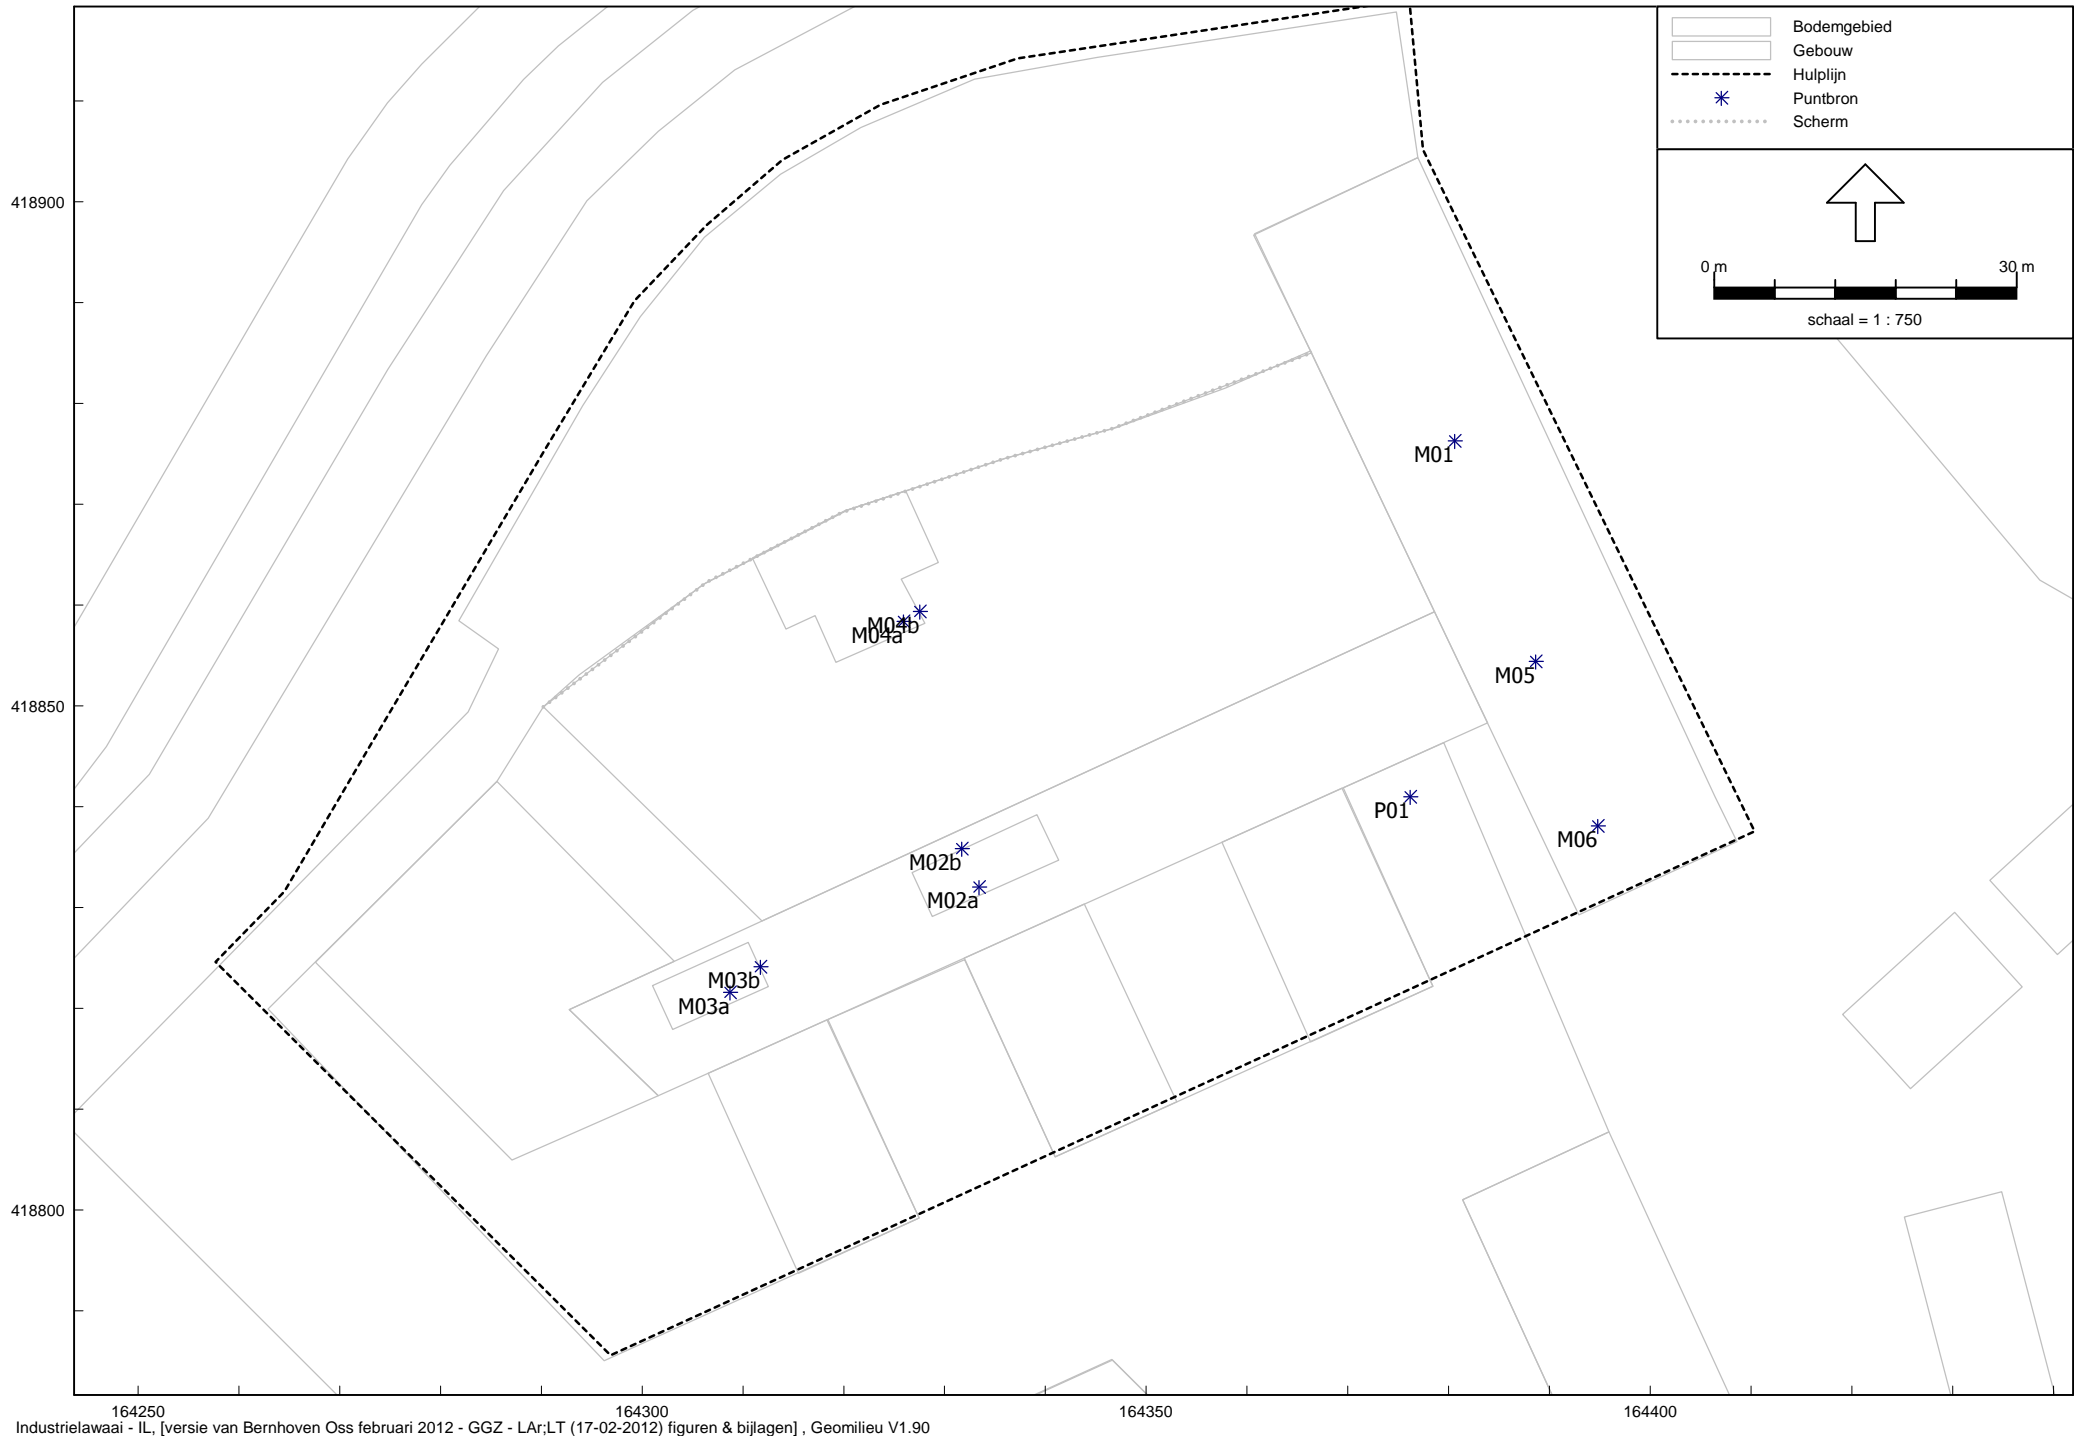 Bodemgebied
Gebouw
Hulplijn
Puntbron
Scherm
0 m
30 m
schaal = 1 : 750
418900
M01
M04b
M04a
M05
418850
P01
M06
M02b
M02a
M03b
M03a
418800
164250
164300
164350
164400
Industrielawaai - IL, [versie van Bernhoven Oss februari 2012 - GGZ - LAr;LT (17-02-2012) figuren & bijlagen] , Geomilieu V1.90